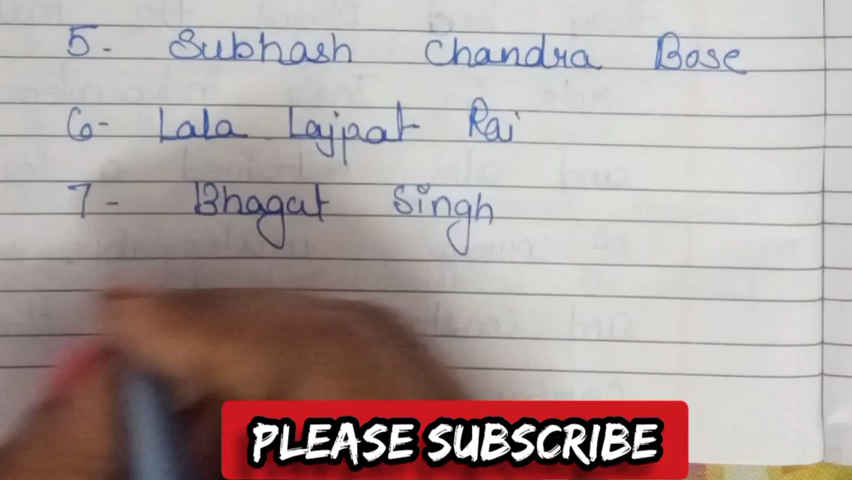 5- Subhash Chandra Bose
6- Lala Lajpat Rai
7- Bhagat Singh
PLEASE SUBSCRIBE